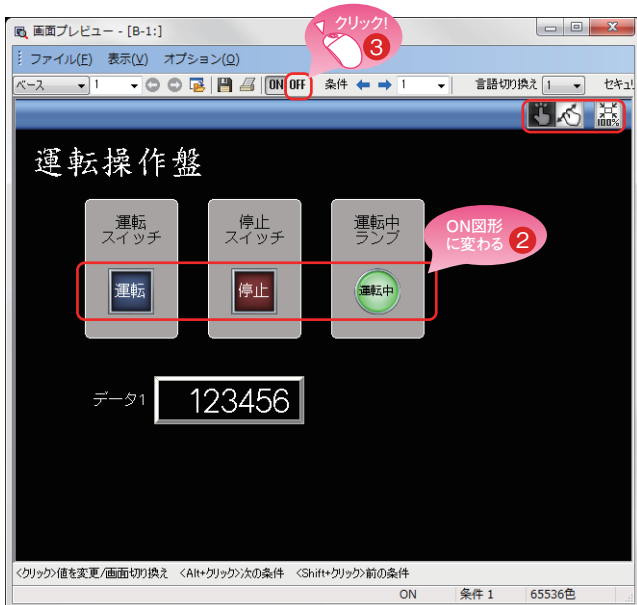 画面プレビュー - [B-1:]
クリック!
3
ファイル(F) 表示(V) オプション(O)
ベース 1 ON OFF 条件 1 言語切り換え 1 セキュ
100%
運転操作盤
運転
スイッチ
停止
スイッチ
運転中
ランプ
ON図形
に変わる 2
運転
停止
運転中
データ1 123456
<クリック>値を変更/画面切り換え <Alt+クリック>次の条件 <Shift+クリック>前の条件
ON 条件 1 65536色